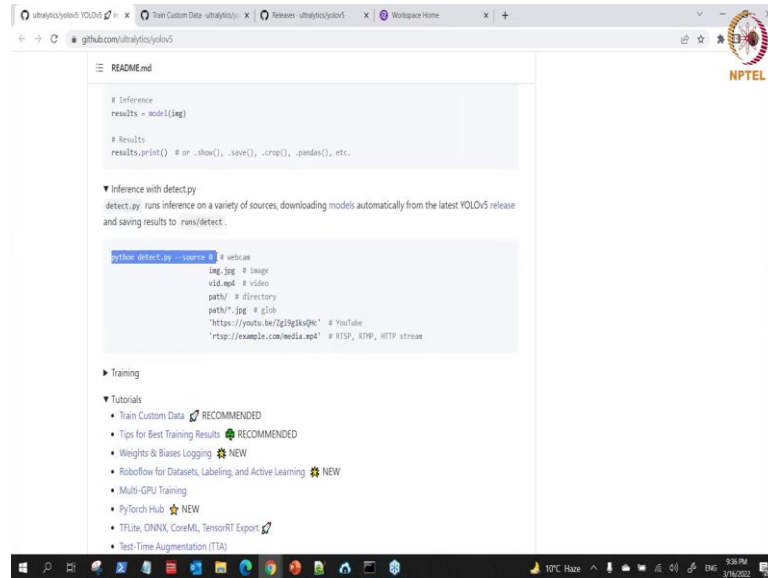 ultralytics/yolov5: YOLOv5 🚀 in
Train Custom Data · ultralytics/yo
Releases · ultralytics/yolov5
Workspace Home
github.com/ultralytics/yolov5
NPTEL
README.md
# Inference
results = model(img)
# Results
results.print()  # or .show(), .save(), .crop(), .pandas(), etc.
▼ Inference with detect.py
detect.py runs inference on a variety of sources, downloading models automatically from the latest YOLOv5 release
and saving results to runs/detect.
python detect.py --source 0  # webcam
img.jpg  # image
vid.mp4  # video
path/  # directory
path/*.jpg  # glob
'https://youtu.be/Zgi9g1ksQHc'  # YouTube
'rtsp://example.com/media.mp4'  # RTSP, RTMP, HTTP stream
▶ Training
▼ Tutorials
• Train Custom Data 🚀 RECOMMENDED
• Tips for Best Training Results ☘️ RECOMMENDED
• Weights & Biases Logging 🌟 NEW
• Roboflow for Datasets, Labeling, and Active Learning 🌟 NEW
• Multi-GPU Training
• PyTorch Hub ⭐ NEW
• TFLite, ONNX, CoreML, TensorRT Export 🚀
• Test-Time Augmentation (TTA)
10°C Haze
ENG
9:36 PM
3/16/2022